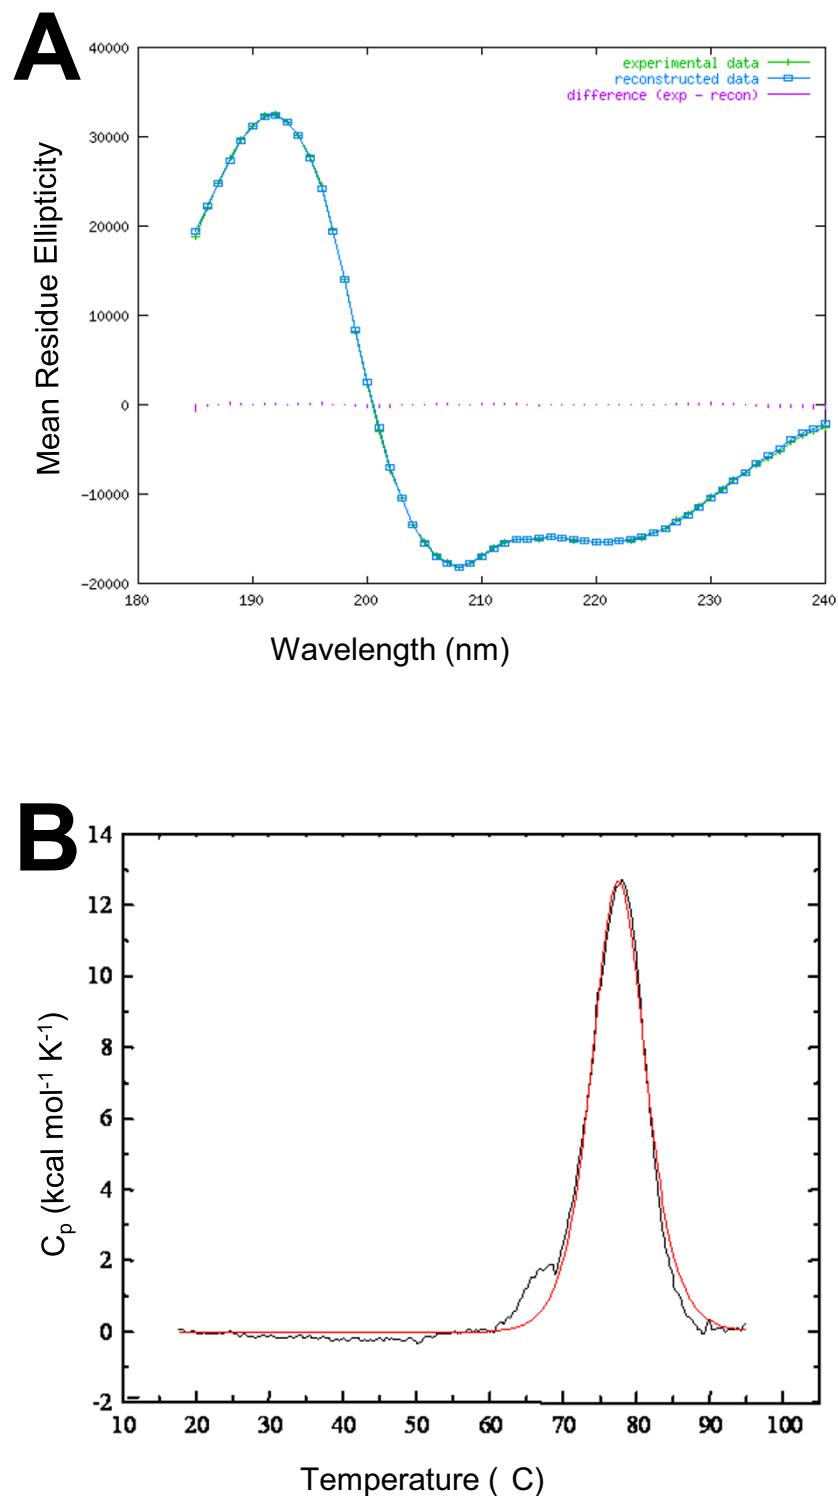 A
40000
experimental data
reconstructed data
difference (exp - recon)
30000
20000
10000
0
-10000
-20000
Mean Residue Ellipticity
180 190 200 210 220 230 240
Wavelength (nm)
B
14
12
10
8
6
4
2
0
-2
Cp (kcal mol-1 K-1)
10 20 30 40 50 60 70 80 90 100
Temperature ( C)